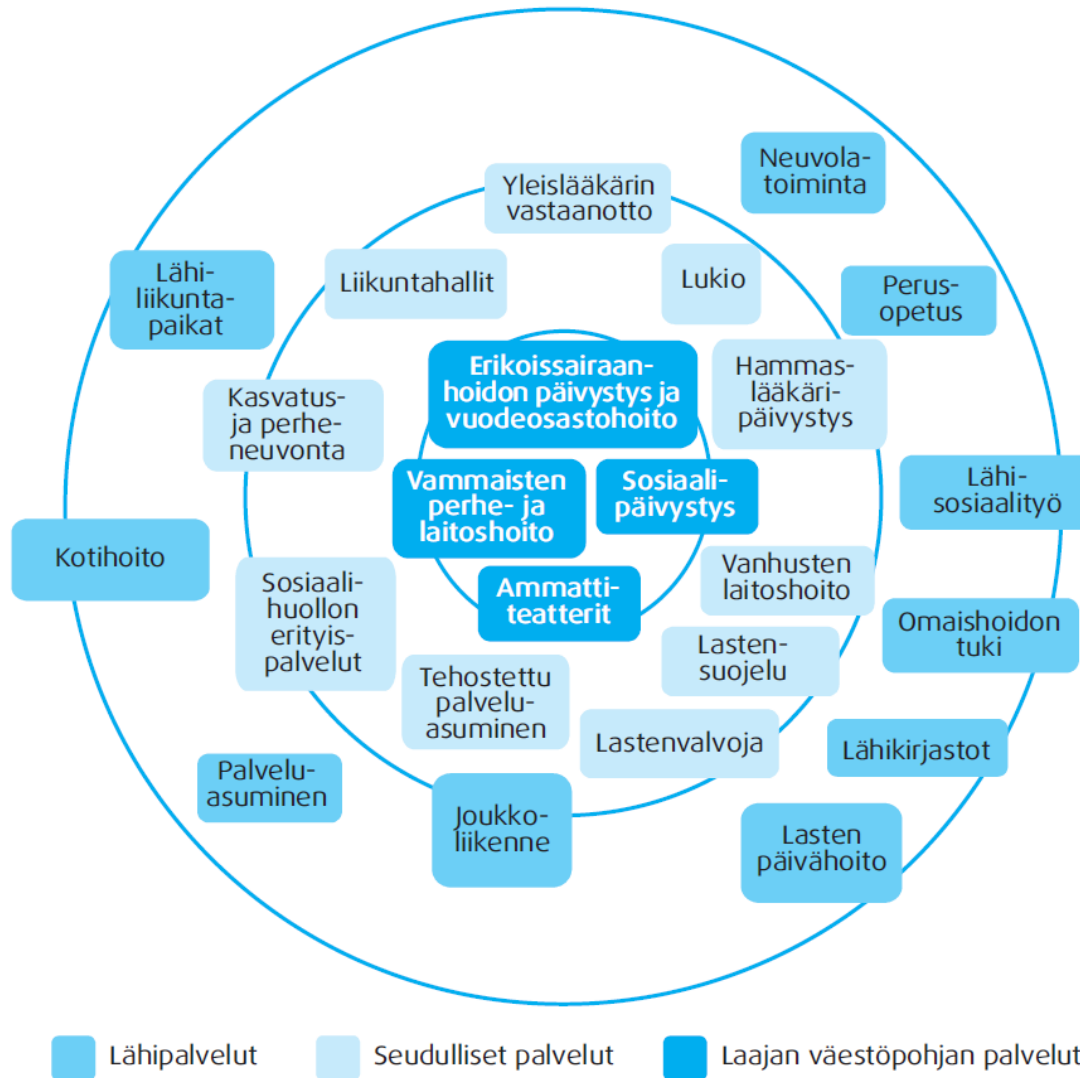 Neuvola-
toiminta
Yleislääkärin
vastaanotto
Lähi-
liikunta-
paikat
Liikuntahallit
Lukio
Perus-
opetus
Erikoissairaan-
hoidon päivystys ja
vuodeosastohoito
Hammas-
lääkäri-
päivystys
Kasvatus-
ja perhe-
neuvonta
Vammaisten
perhe- ja
laitoshoito
Sosiaali-
päivystys
Lähi-
sosiaalityö
Kotihoito
Sosiaali-
huollon
erityis-
palvelut
Ammatti-
teatterit
Vanhusten
laitoshoito
Omaishoidon
tuki
Tehostettu
palvelu-
asuminen
Lasten-
suojelu
Lastenvalvoja
Lähikirjastot
Palvelu-
asuminen
Joukko-
liikenne
Lasten
päivähoito
Lähipalvelut
Seudulliset palvelut
Laajan väestöpohjan palvelut